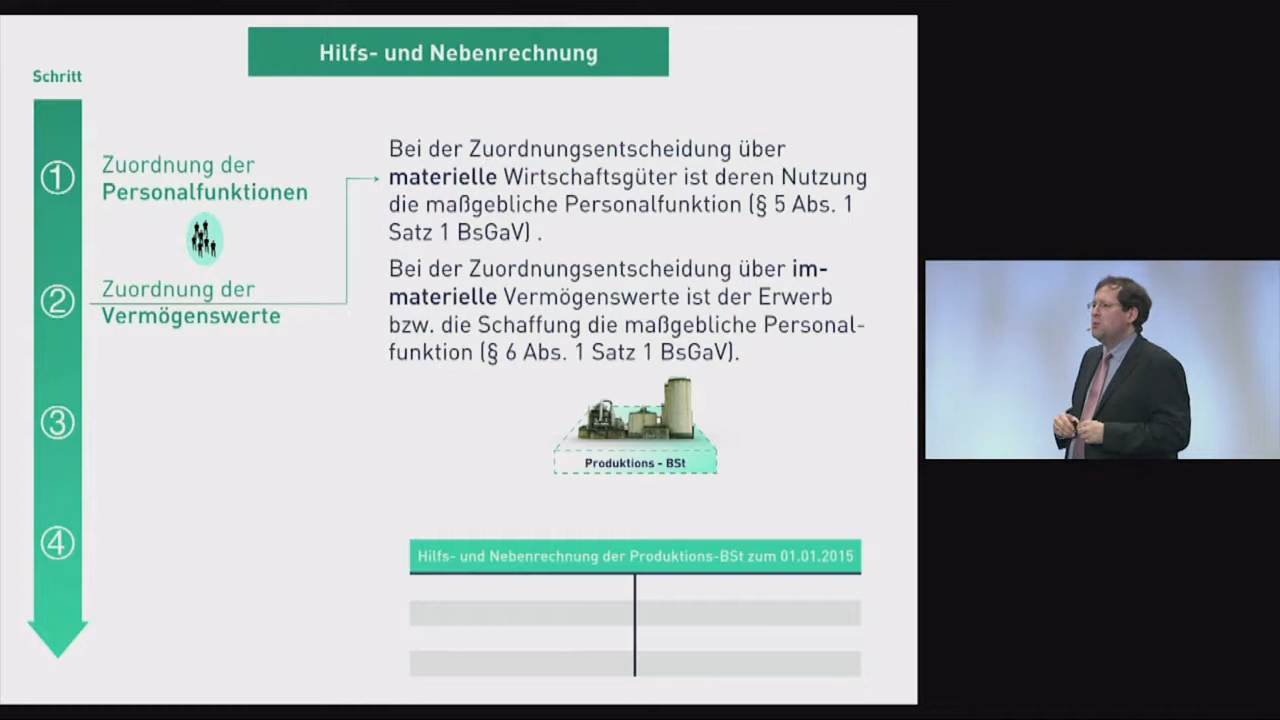 Hilfs- und Nebenrechnung
Schritt
1
Zuordnung der
Personalfunktionen
2
Zuordnung der
Vermögenswerte
3
4
Bei der Zuordnungsentscheidung über
materielle Wirtschaftsgüter ist deren Nutzung
die maßgebliche Personalfunktion (§ 5 Abs. 1
Satz 1 BsGaV) .
Bei der Zuordnungsentscheidung über im-
materielle Vermögenswerte ist der Erwerb
bzw. die Schaffung die maßgebliche Personal-
funktion (§ 6 Abs. 1 Satz 1 BsGaV).
Produktions - BSt
Hilfs- und Nebenrechnung der Produktions-BSt zum 01.01.2015